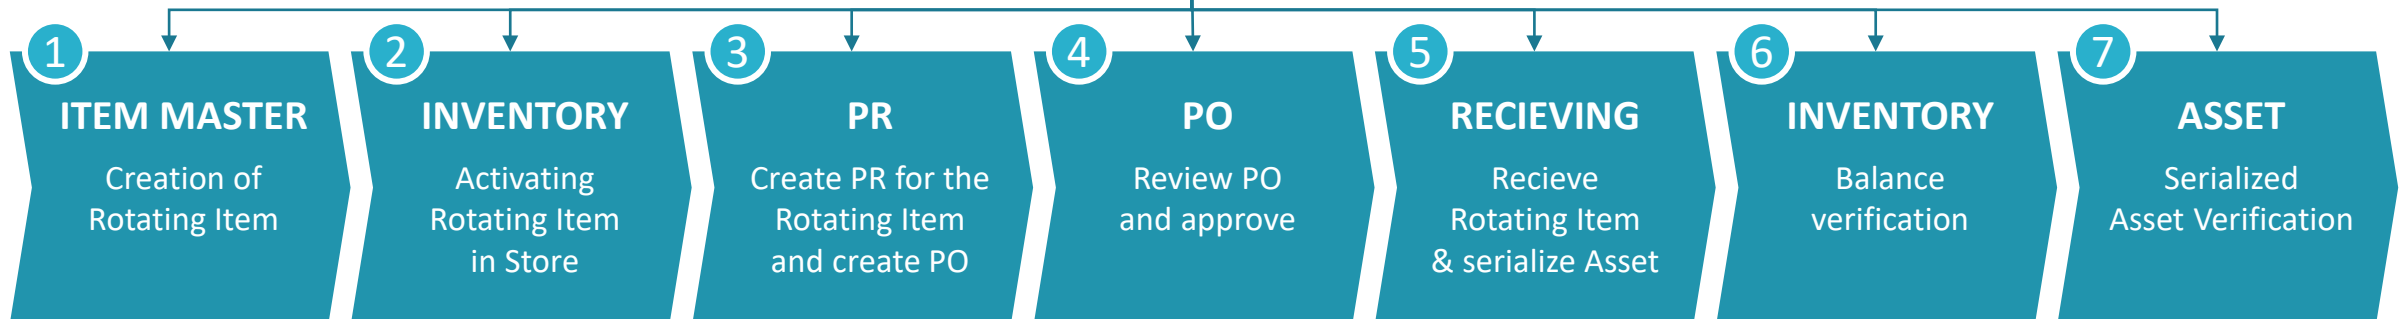 1
ITEM MASTER
Creation of
Rotating Item
2
INVENTORY
Activating
Rotating Item
in Store
3
PR
Create PR for the
Rotating Item
and create PO
4
PO
Review PO
and approve
5
RECIEVING
Recieve
Rotating Item
& serialize Asset
6
INVENTORY
Balance
verification
7
ASSET
Serialized
Asset Verification